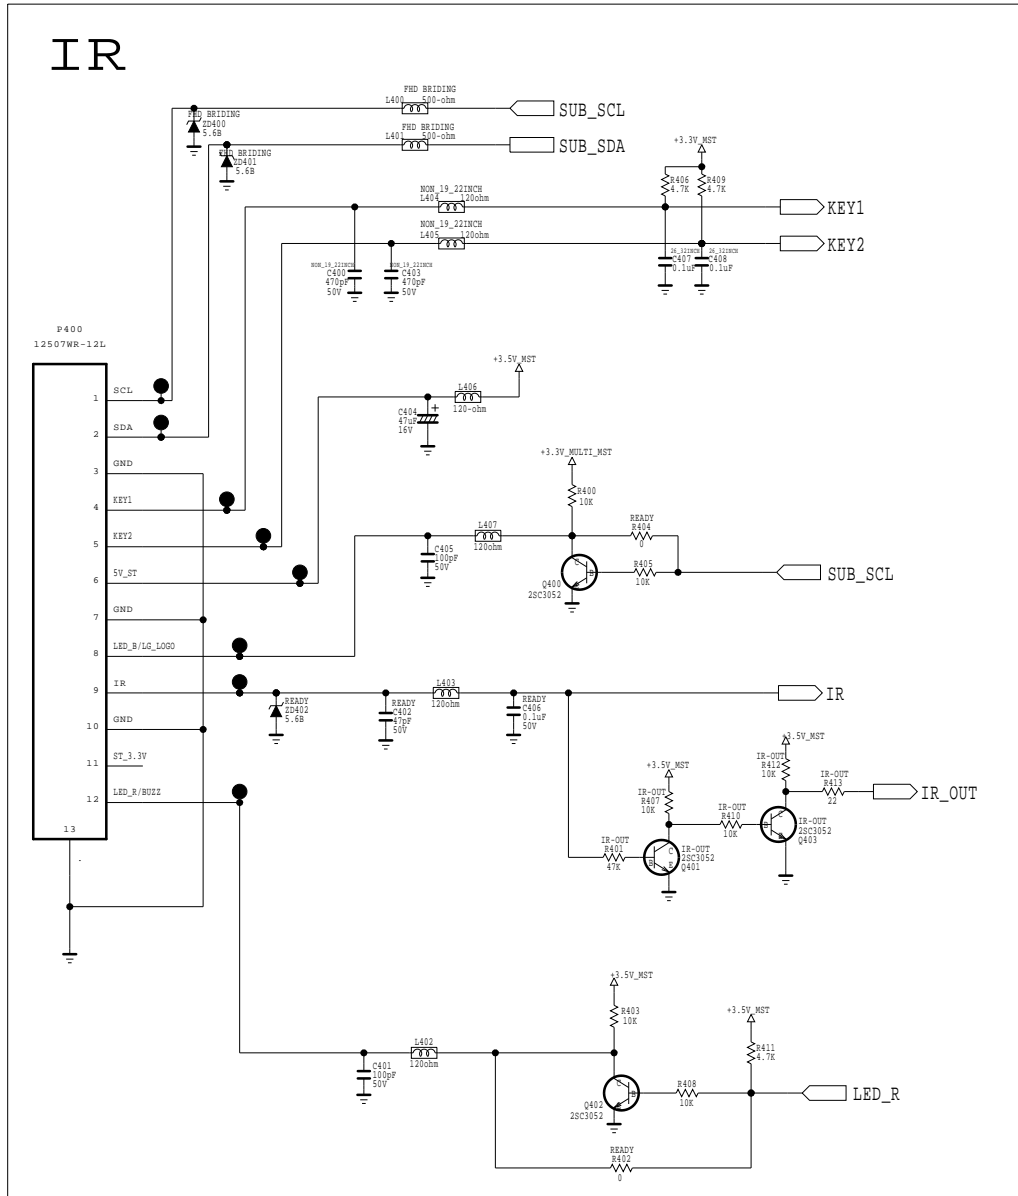 IR
FHD BRIDING
L400 500-ohm
SUB_SCL
FHD BRIDING
ZD400
5.6B
FHD BRIDING
L401 500-ohm
SUB_SDA
FHD BRIDING
ZD401
5.6B
+3.3V_MST
R406
4.7K
R409
4.7K
NON_19_22INCH
L404 120ohm
KEY1
NON_19_22INCH
L405 120ohm
KEY2
NON_19_22INCH
C400
470pF
50V
NON_19_22INCH
C403
470pF
50V
26_32INCH
C407
0.1uF
26_32INCH
C408
0.1uF
P400
12507WR-12L
1 SCL
2 SDA
3 GND
4 KEY1
5 KEY2
6 5V_ST
7 GND
8 LED_B/LG_LOGO
9 IR
10 GND
11 ST_3.3V
12 LED_R/BUZZ
13
.
+3.5V_MST
L406
120-ohm
C404
47uF
16V
+
+3.3V_MULTI_MST
R400
10K
L407
120ohm
READY
R404
0
C405
100pF
50V
R405
10K
C
B
E
Q400
2SC3052
SUB_SCL
READY
ZD402
5.6B
READY
C402
47pF
50V
L403
120ohm
READY
C406
0.1uF
50V
IR
+3.5V_MST
IR-OUT
R412
10K
IR-OUT
R413
22
IR_OUT
+3.5V_MST
IR-OUT
R407
10K
IR-OUT
R410
10K
C
B
E
IR-OUT
2SC3052
Q403
IR-OUT
R401
47K
C
B
E
IR-OUT
2SC3052
Q401
+3.5V_MST
R403
10K
+3.5V_MST
R411
4.7K
L402
120ohm
C401
100pF
50V
C
B
E
Q402
2SC3052
R408
10K
LED_R
READY
R402
0